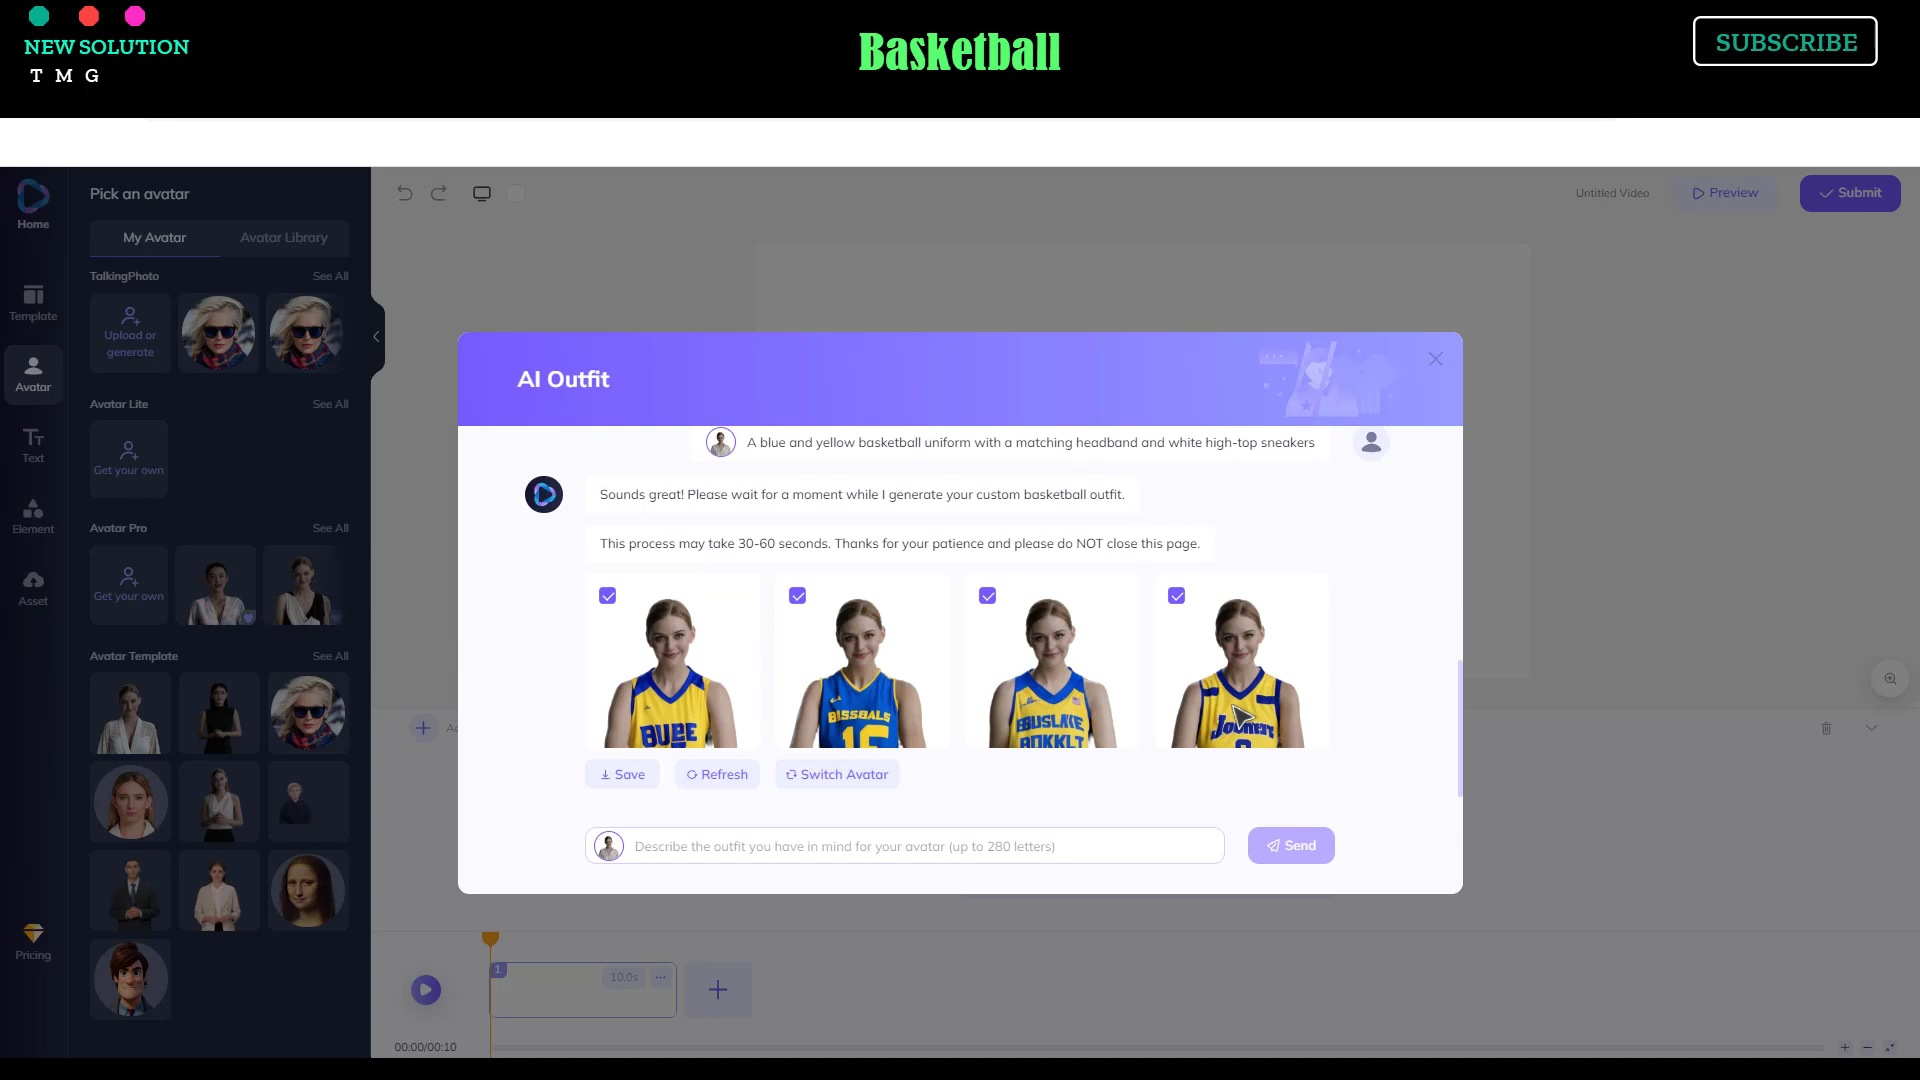 NEW SOLUTION
T M G
Basketball
SUBSCRIBE
Home
Template
Avatar
Text
Element
Asset
Pricing
Pick an avatar
My Avatar
Avatar Library
TalkingPhoto
See All
Upload or
generate
Avatar Lite
See All
Get your own
Avatar Pro
See All
Get your own
Avatar Template
See All
Untitled Video
Preview
Submit
AI Outfit
A blue and yellow basketball uniform with a matching headband and white high-top sneakers
Sounds great! Please wait for a moment while I generate your custom basketball outfit.
This process may take 30-60 seconds. Thanks for your patience and please do NOT close this page.
BUBE
BISSBALS
Save
Refresh
Switch Avatar
Describe the outfit you have in mind for your avatar (up to 280 letters)
Send
1
10.0s
00:00/00:10